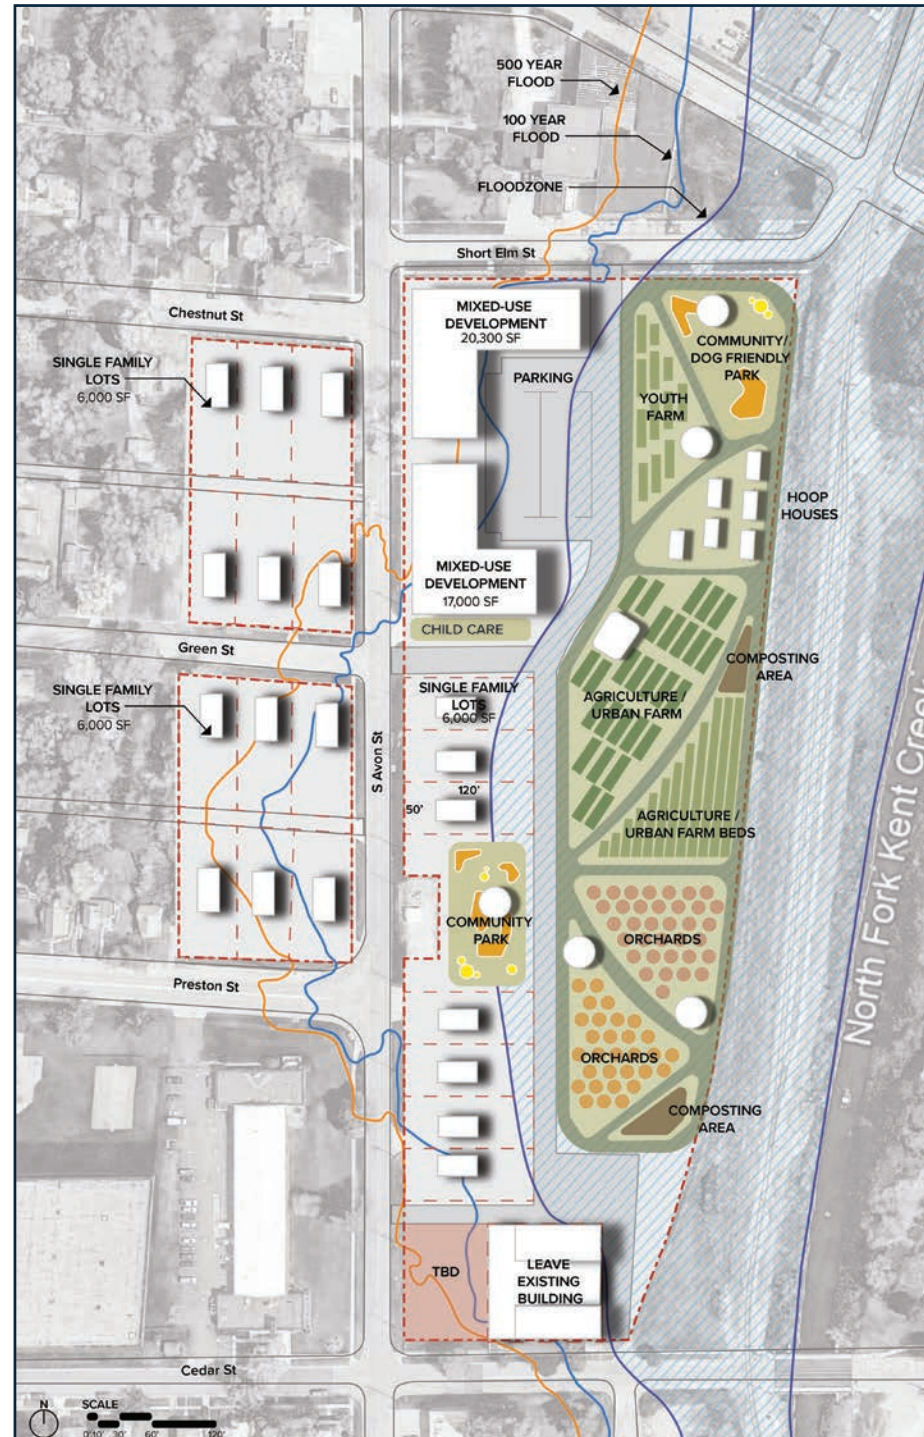 500 YEAR
FLOOD
100 YEAR
FLOOD
FLOODZONE
Short Elm St
Chestnut St
MIXED-USE
DEVELOPMENT
20,300 SF
COMMUNITY/
DOG FRIENDLY
PARK
SINGLE FAMILY
LOTS
6,000 SF
PARKING
YOUTH
FARM
HOOP
HOUSES
MIXED-USE
DEVELOPMENT
17,000 SF
CHILD CARE
Green St
COMPOSTING
AREA
SINGLE FAMILY
LOTS
6,000 SF
SINGLE FAMILY
LOTS
6,000 SF
AGRICULTURE /
URBAN FARM
S Avon St
120'
50'
AGRICULTURE /
URBAN FARM BEDS
North Fork Kent Creek
COMMUNITY
PARK
ORCHARDS
Preston St
ORCHARDS
COMPOSTING
AREA
TBD
LEAVE
EXISTING
BUILDING
Cedar St
N
SCALE
0'10' 30' 60' 120'